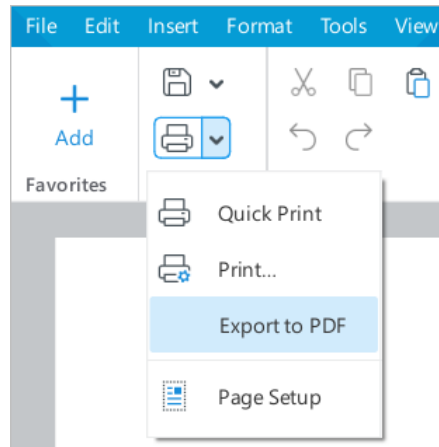 File Edit Insert Format Tools View
Add
Favorites
Quick Print
Print...
Export to PDF
Page Setup